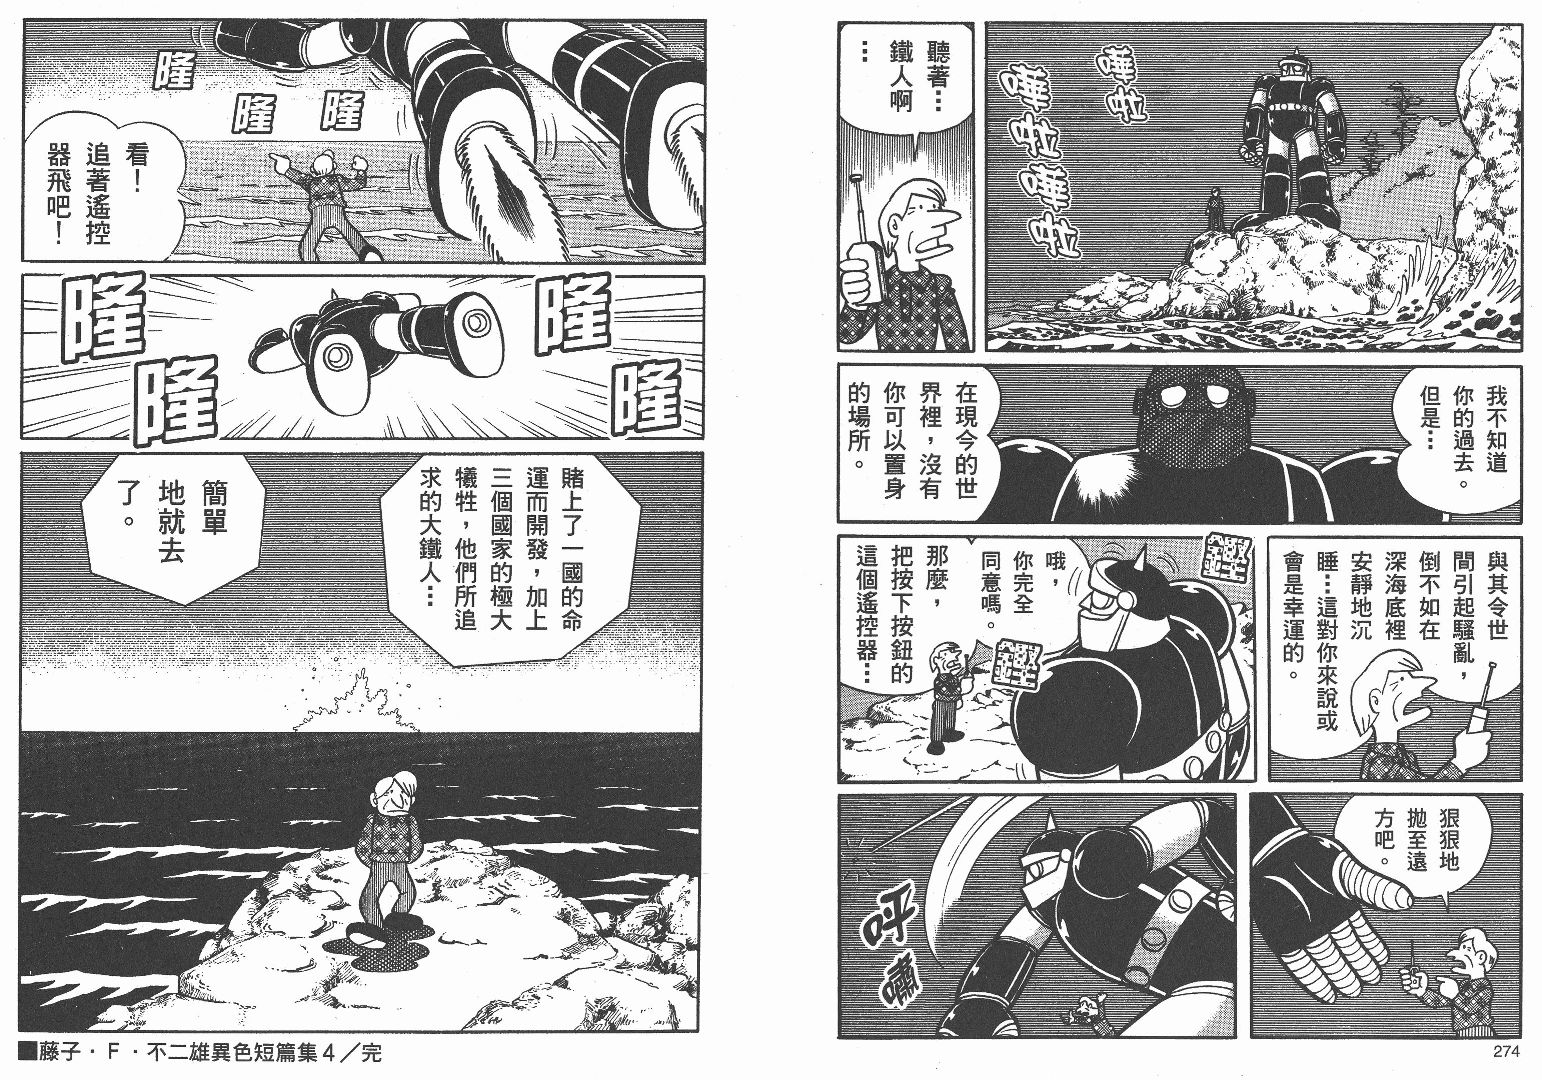 嘩
啦
嘩
啦
嘩
啦
聽著…
鐵人啊
…
我不知道
你的過去。
但是…
在現今的世
界裡，沒有
你可以置身
的場所。
與其令世
間引起騷亂，
倒不如在
深海底裡
安靜地沉
睡…這對你來說或
會是幸運的。
哦，
你完全
同意嗎。
那麼，
把按下按鈕的
這個遙控器…
狠狠地
拋至遠
方吧。
呼
嘯
274
隆
隆
隆
看！
追著遙控
器飛吧！
隆
隆
隆
隆
賭上了一國的命
運而開發，加上
三個國家的極大
犧牲，他們所追
求的大鐵人…
簡單
地就去
了。
■藤子・F・不二雄異色短篇集4／完